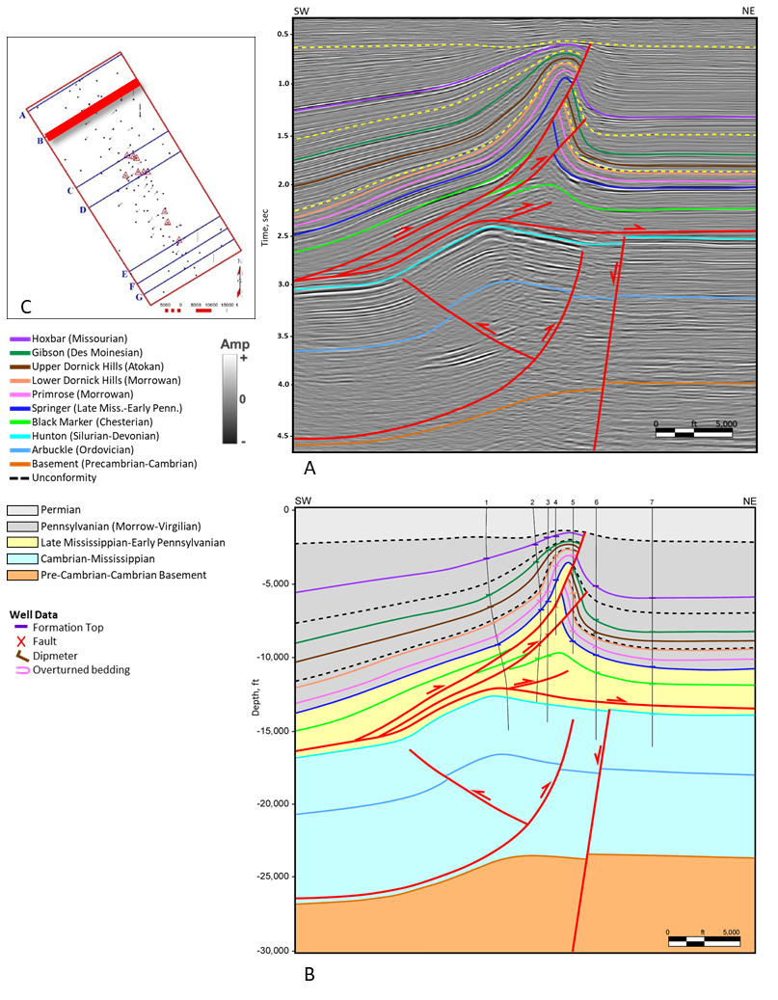 SW
NE
0.5
1.0
1.5
2.0
2.5
3.0
3.5
4.0
4.5
Time, sec
0 ft 5,000
A
A
B
C
D
E
F
G
5000 0 5000 10000 15000
C
Hoxbar (Missourian)
Gibson (Des Moinesian)
Upper Dornick Hills (Atokan)
Lower Dornick Hills (Morrowan)
Primrose (Morrowan)
Springer (Late Miss.-Early Penn.)
Black Marker (Chesterian)
Hunton (Silurian-Devonian)
Arbuckle (Ordovician)
Basement (Precambrian-Cambrian)
Unconformity
Amp
+
0
-
Permian
Pennsylvanian (Morrow-Virgilian)
Late Mississippian-Early Pennsylvanian
Cambrian-Mississippian
Pre-Cambrian-Cambrian Basement
Well Data
Formation Top
Fault
Dipmeter
Overturned bedding
SW
NE
1 2 3 4 5 6 7
0
-5,000
-10,000
-15,000
-20,000
-25,000
-30,000
Depth, ft
0 ft 5,000
B